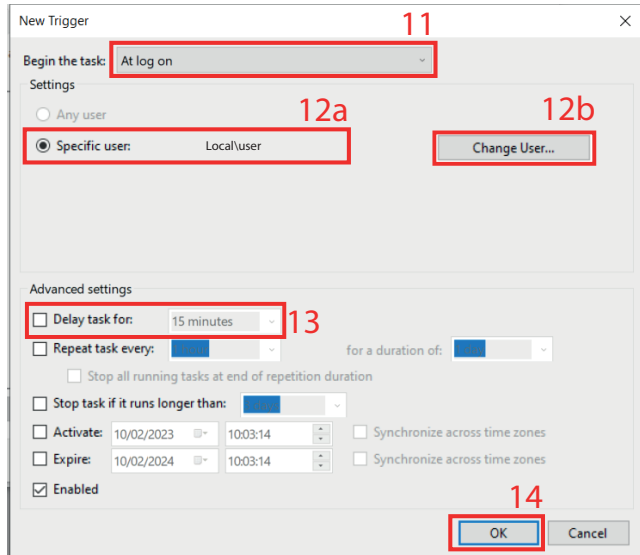 New Trigger
11
Begin the task: At log on
Settings
Any user
12a
12b
Specific user: Local\user
Change User...
Advanced settings
Delay task for: 15 minutes
13
Repeat task every: for a duration of:
Stop all running tasks at end of repetition duration
Stop task if it runs longer than:
Activate: 10/02/2023 10:03:14 Synchronize across time zones
Expire: 10/02/2024 10:03:14 Synchronize across time zones
Enabled
14
OK Cancel